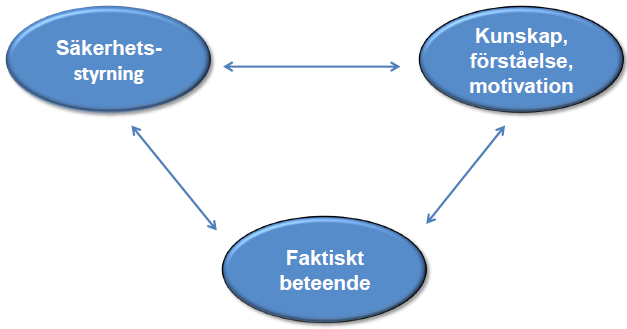 Säkerhets-
styrning
Kunskap,
förståelse,
motivation
Faktiskt
beteende